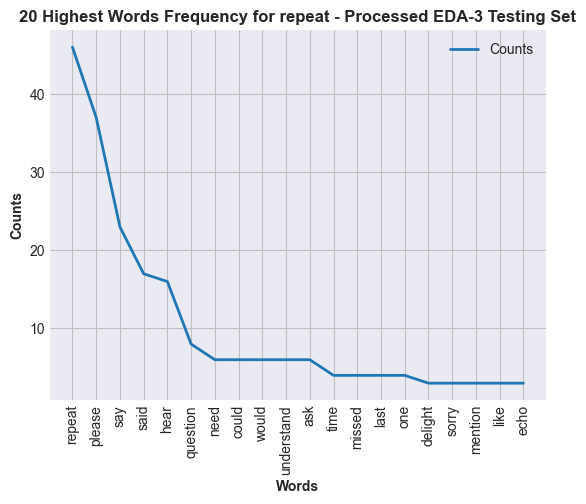 20 Highest Words Frequency for repeat - Processed EDA-3 Testing Set
Counts
40
30
20
10
Counts
repeat
please
say
said
hear
question
need
could
would
understand
ask
time
missed
last
one
delight
sorry
mention
like
echo
Words